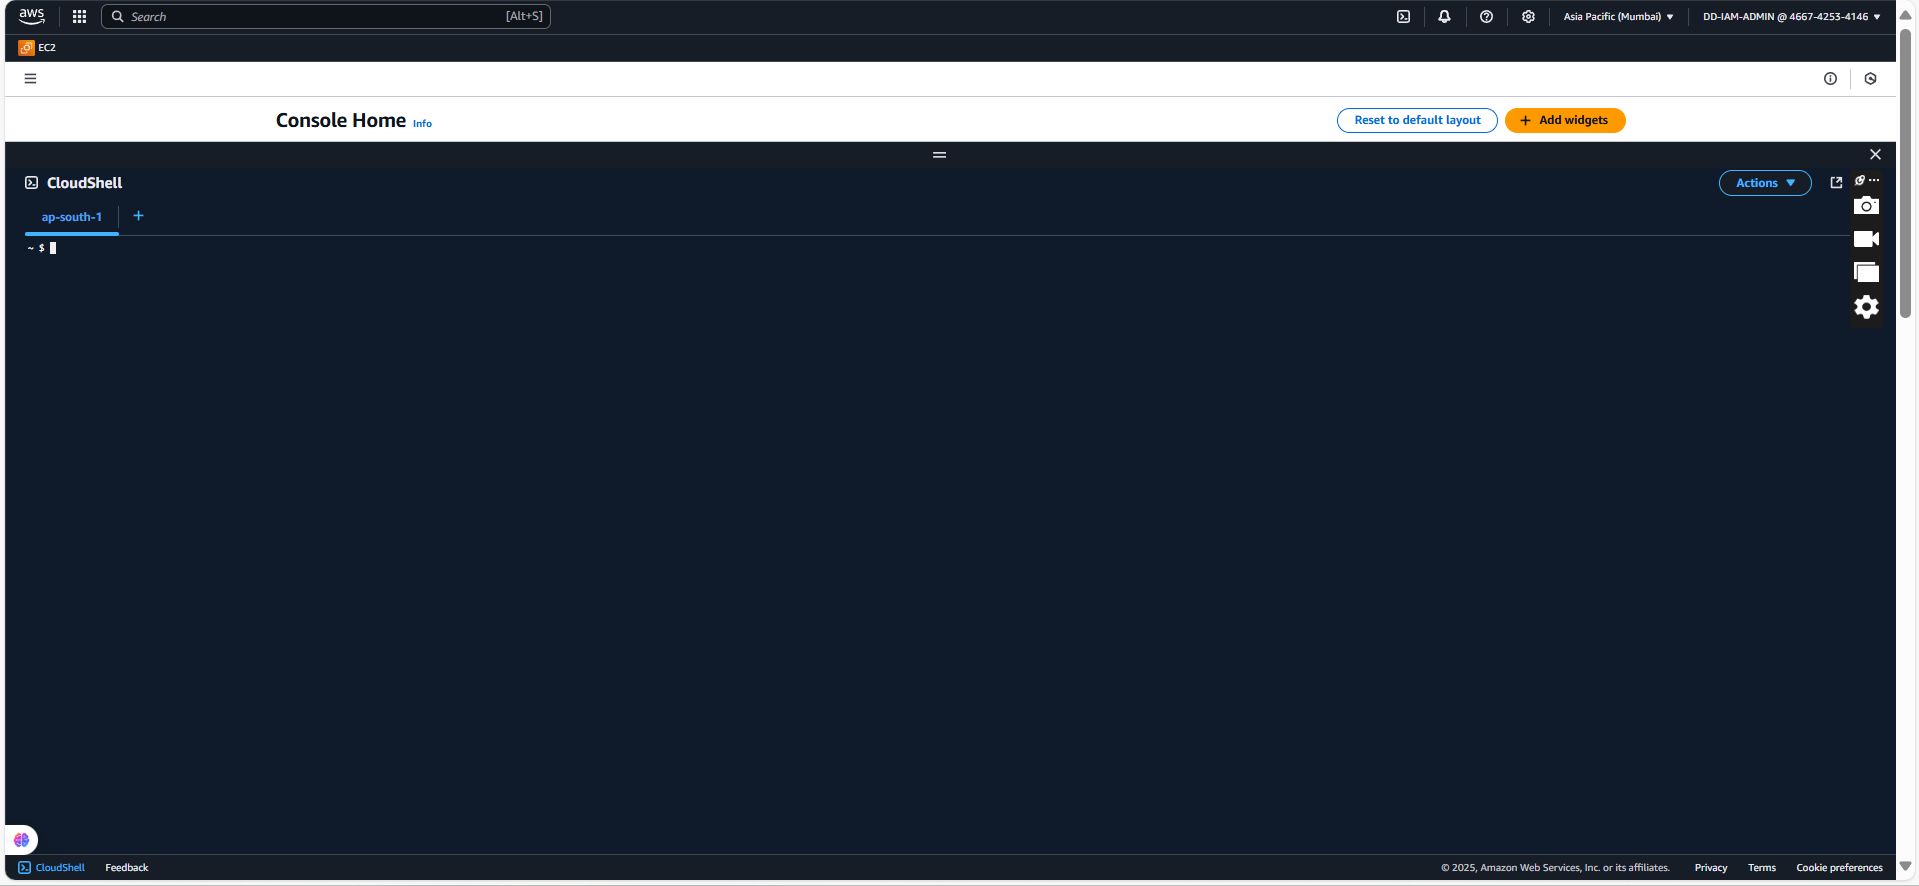 aws
Search [Alt+S]
Asia Pacific (Mumbai) ▼
DD-IAM-ADMIN @ 4667-4253-4146 ▼
EC2
Console Home Info
Reset to default layout
+ Add widgets
CloudShell
Actions ▼
ap-south-1 +
~ $
CloudShell Feedback
© 2025, Amazon Web Services, Inc. or its affiliates. Privacy Terms Cookie preferences